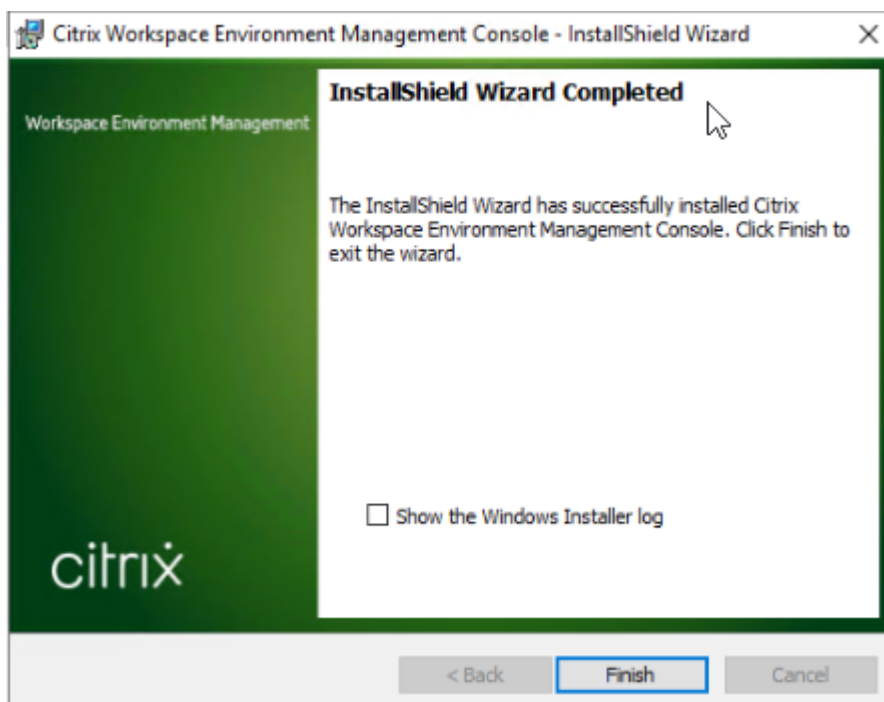 Citrix Workspace Environment Management Console - InstallShield Wizard
Workspace Environment Management
InstallShield Wizard Completed
The InstallShield Wizard has successfully installed Citrix
Workspace Environment Management Console. Click Finish to
exit the wizard.
Show the Windows Installer log
citrix
< Back
Finish
Cancel